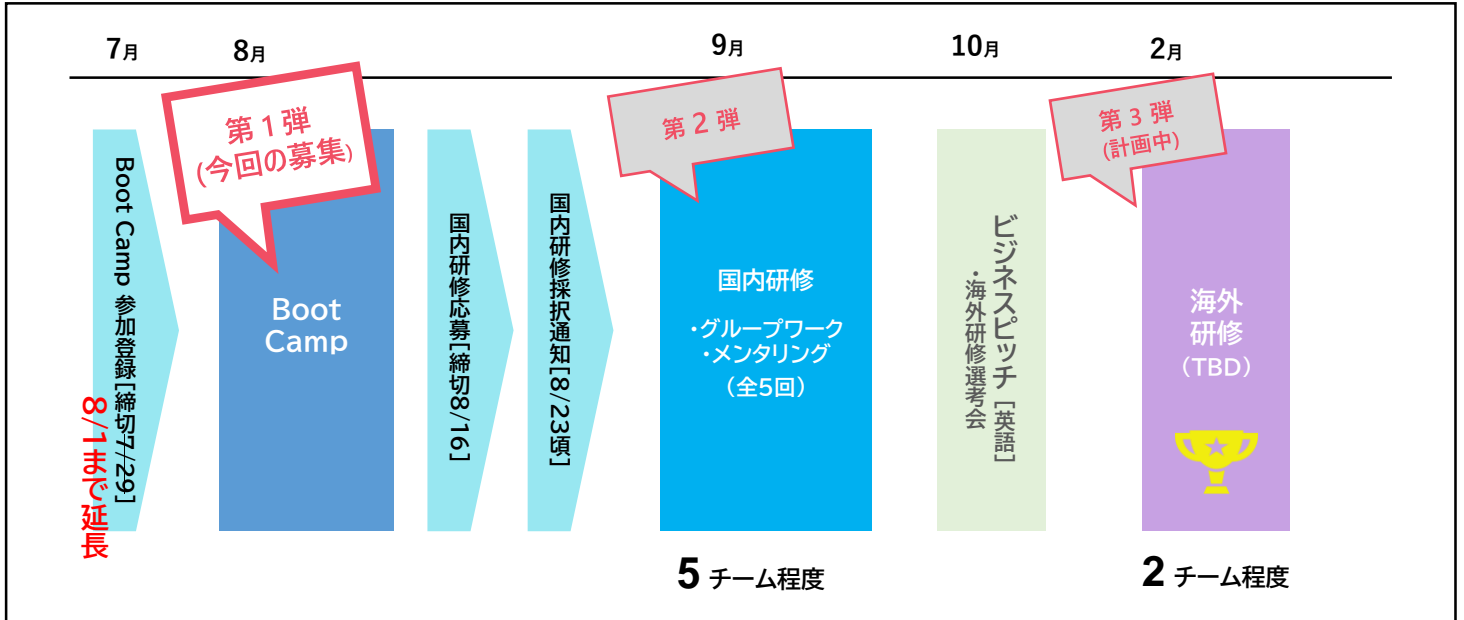 7月
8月
9月
10月
2月
第1弾
(今回の募集)
第2弾
第3弾
(計画中)
Boot Camp 参加登録[締切7/29]
8/1まで延長
Boot
Camp
国内研修応募[締切8/16]
国内研修採択通知[8/23頃]
国内研修
・グループワーク
・メンタリング
（全5回）
ビジネスピッチ [英語]
・海外研修選考会
海外
研修
（TBD）
5 チーム程度
2 チーム程度